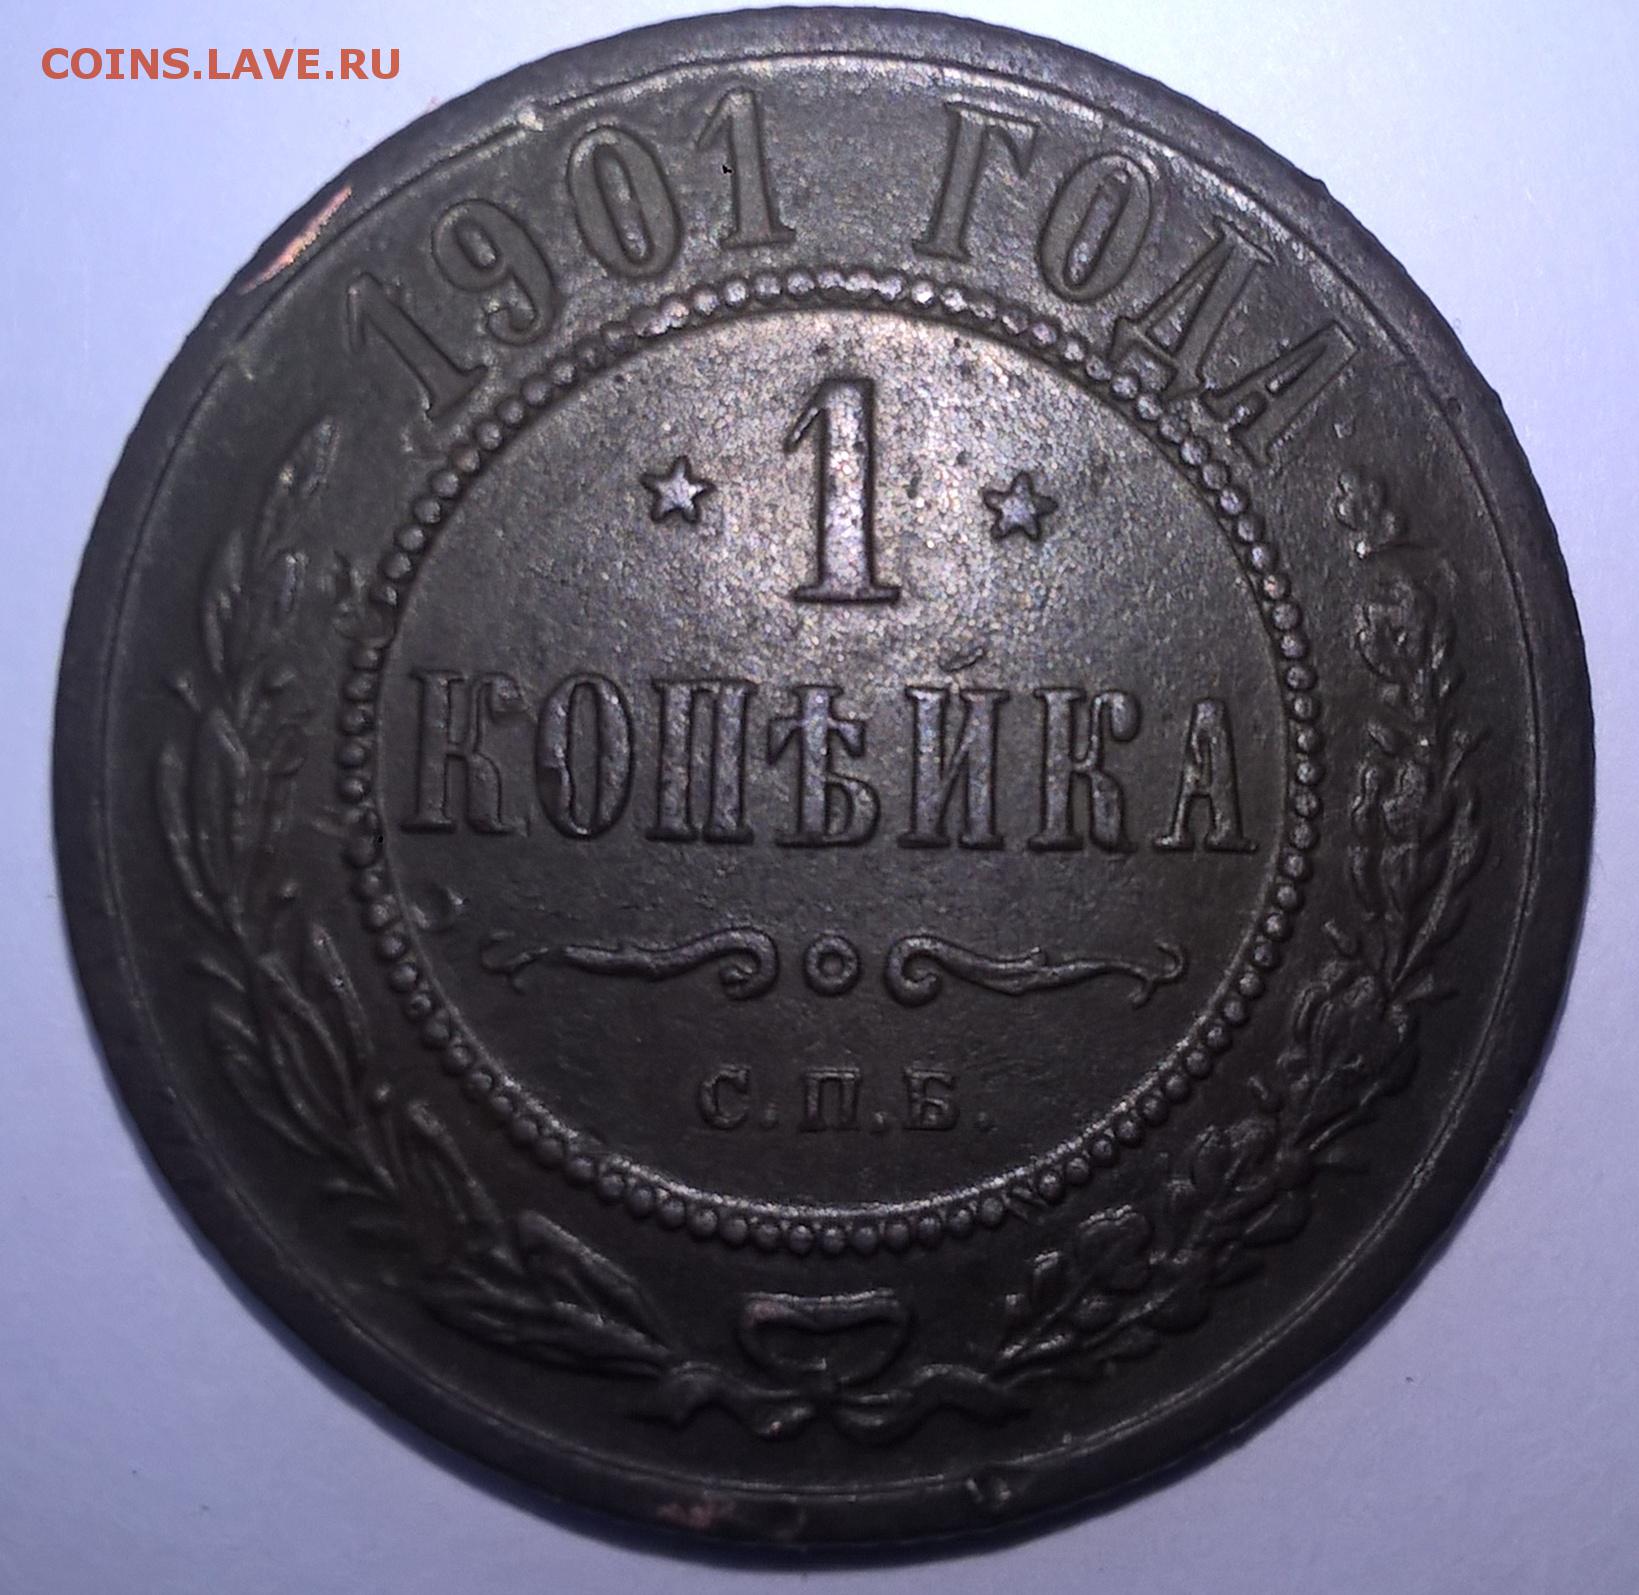 COINS.LAVE.RU
1901 ГОДА
1
КОПѢЙКА
С.П.Б.